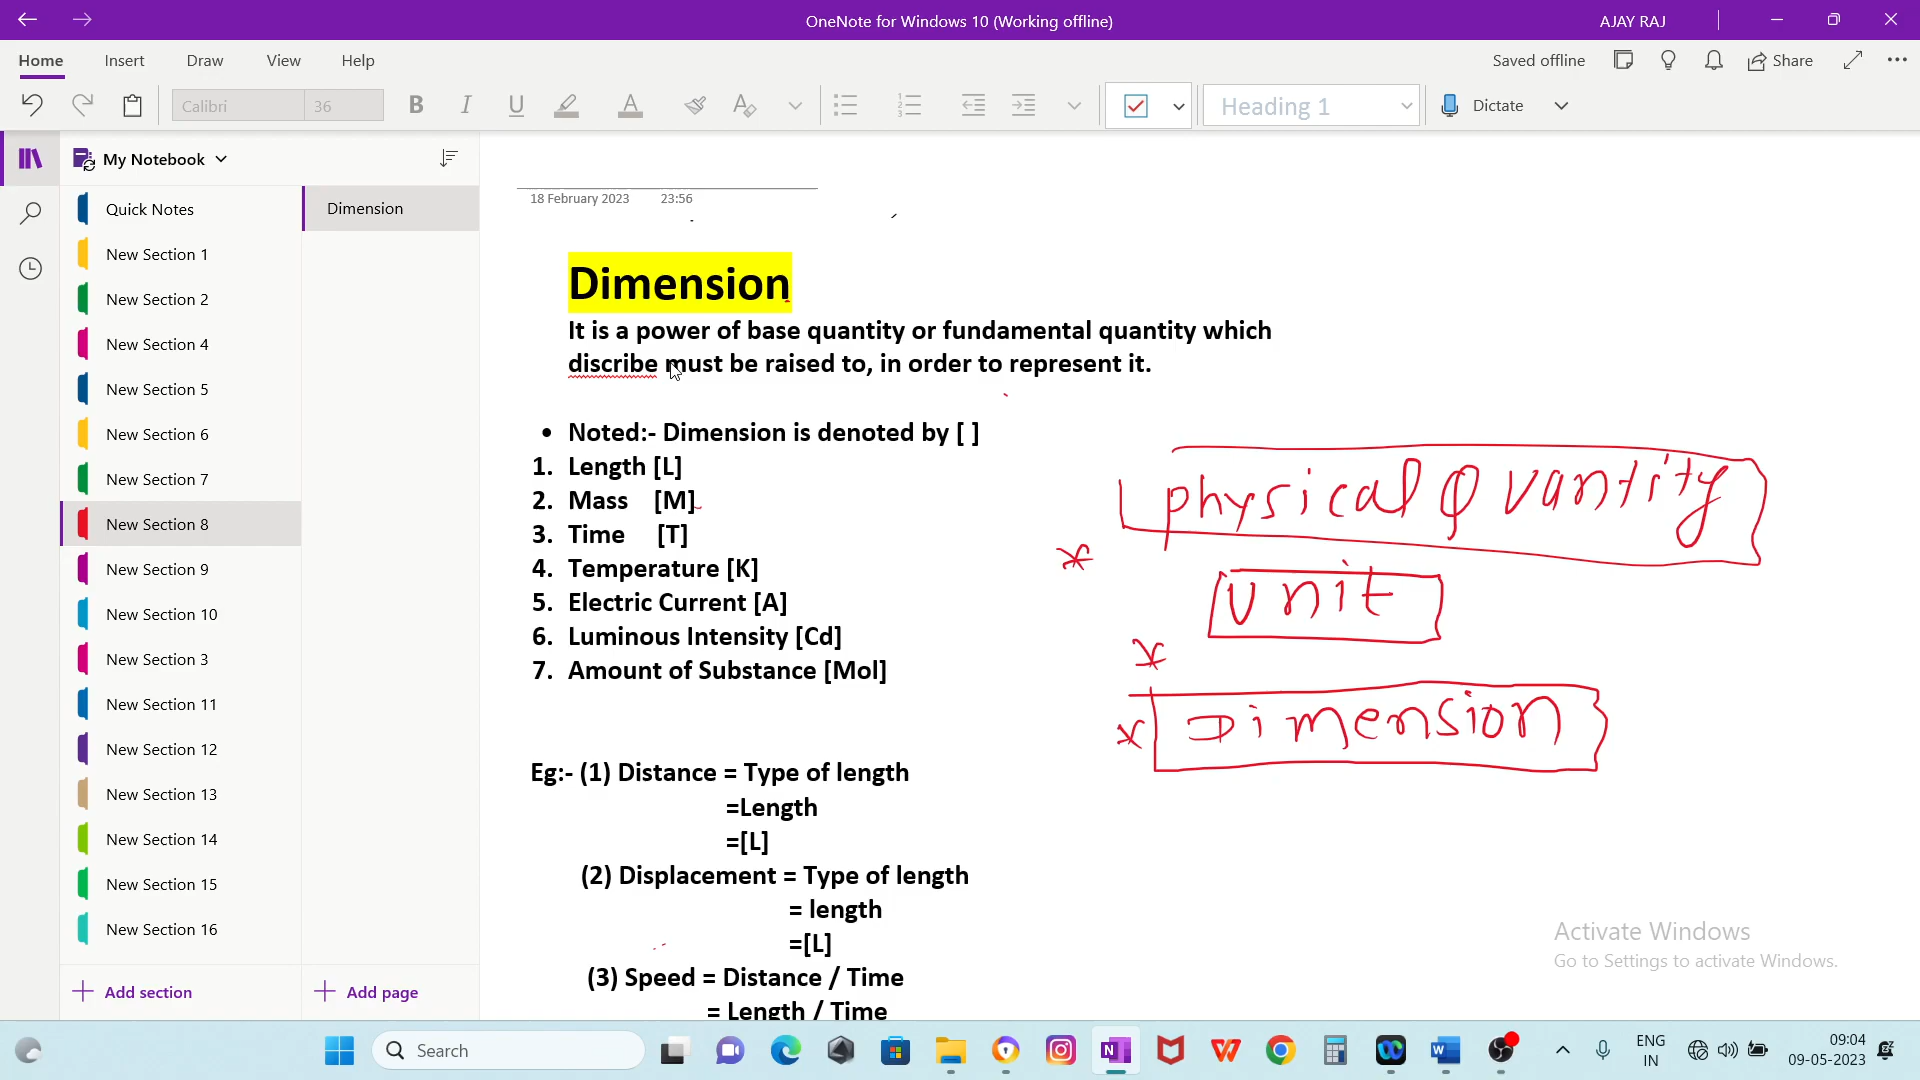 OneNote for Windows 10 (Working offline)
AJAY RAJ
Home Insert Draw View Help
Saved offline
Share
Calibri 36
B I U A
Heading 1
Dictate
My Notebook
Quick Notes
New Section 1
New Section 2
New Section 4
New Section 5
New Section 6
New Section 7
New Section 8
New Section 9
New Section 10
New Section 3
New Section 11
New Section 12
New Section 13
New Section 14
New Section 15
New Section 16
Add section
Dimension
Add page
18 February 2023 23:56
Dimension
It is a power of base quantity or fundamental quantity which
discribe must be raised to, in order to represent it.
• Noted:- Dimension is denoted by [ ]
1. Length [L]
2. Mass [M]
3. Time [T]
4. Temperature [K]
5. Electric Current [A]
6. Luminous Intensity [Cd]
7. Amount of Substance [Mol]
Eg:- (1) Distance = Type of length
=Length
=[L]
(2) Displacement = Type of length
= length
=[L]
(3) Speed = Distance / Time
= Length / Time
physical Quantity
*
Unit
*
* Dimension
Activate Windows
Go to Settings to activate Windows.
Search
ENG
IN
09:04
09-05-2023